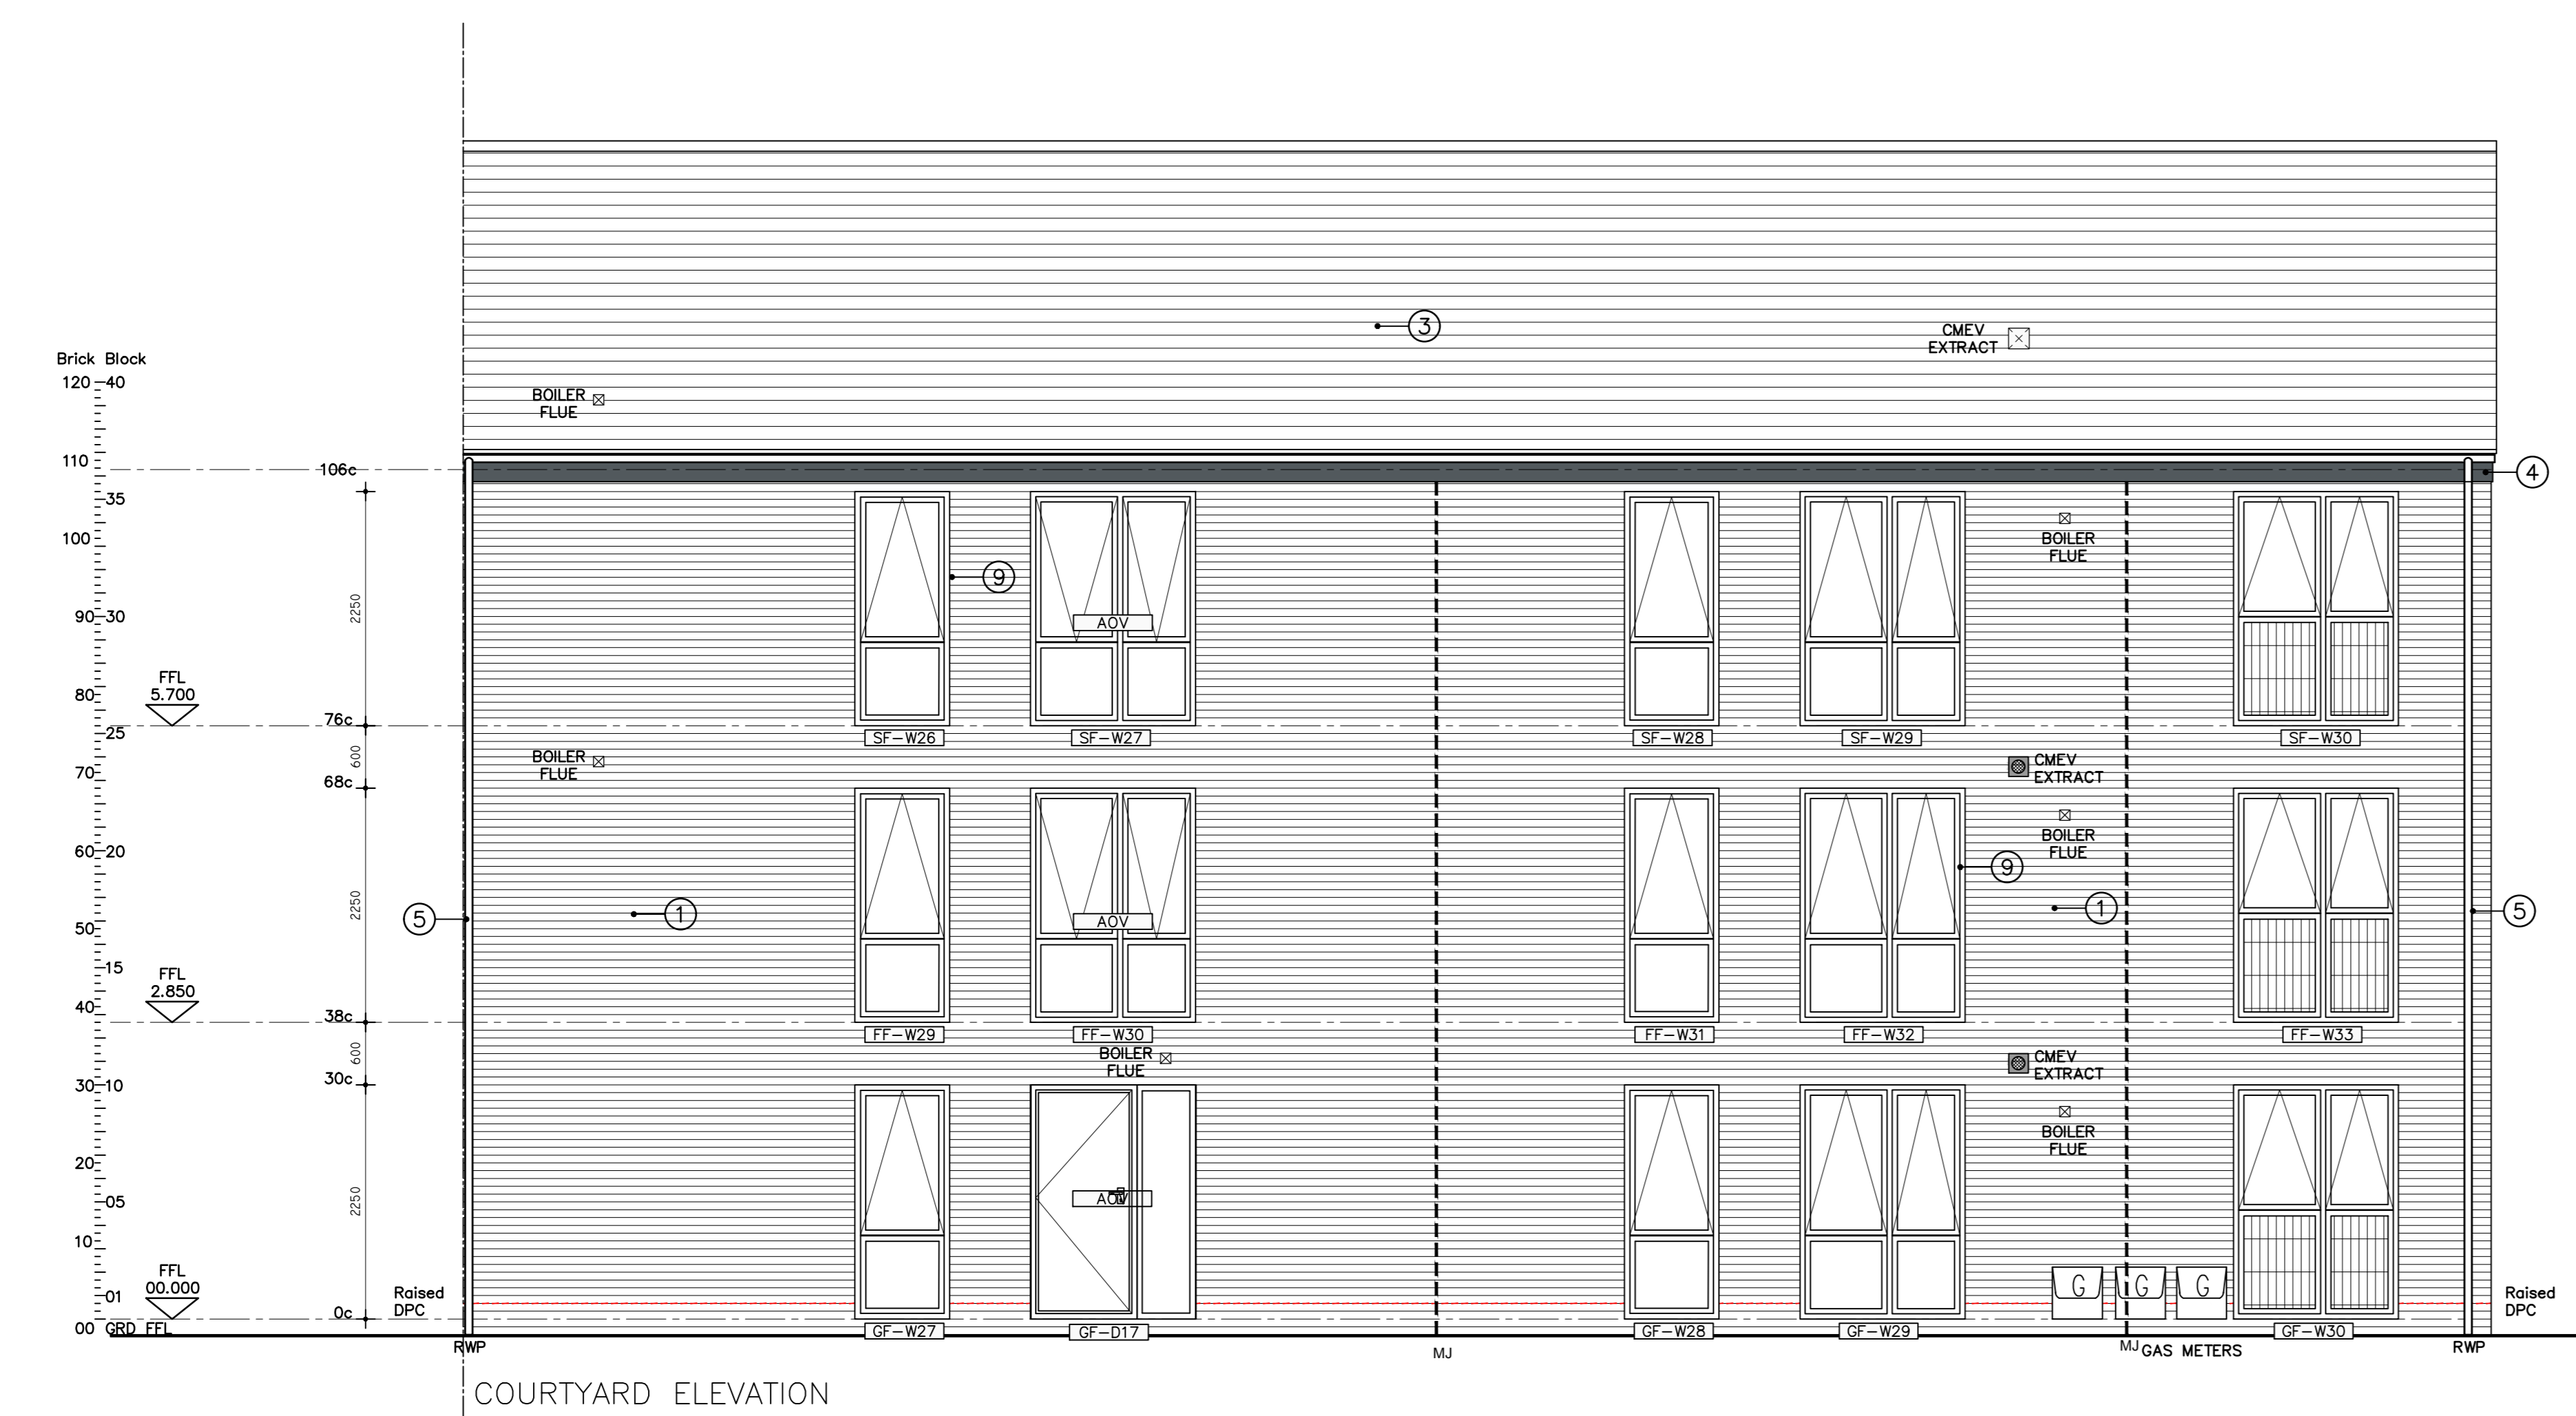 3
CMEV
EXTRACT
Brick Block
120 40
BOILER
FLUE
110
106c
4
35
100
BOILER
FLUE
9
2250
90 30
AOV
FFL
5.700
80
76c
25
SF-W26
SF-W27
SF-W28
SF-W29
SF-W30
600
BOILER
FLUE
CMEV
EXTRACT
70
68c
BOILER
FLUE
60 20
9
2250
5
1
AOV
1
5
50
15
FFL
2.850
40
38c
FF-W29
FF-W30
FF-W31
FF-W32
FF-W33
600
BOILER
FLUE
CMEV
EXTRACT
30 10
30c
BOILER
FLUE
20
2250
05
AOV
10
FFL
00.000
01
Raised
DPC
0c
G
G
G
Raised
DPC
00 GRD FFL
GF-W27
GF-D17
GF-W28
GF-W29
GF-W30
RWP
MJ
MJ
GAS METERS
RWP
COURTYARD ELEVATION